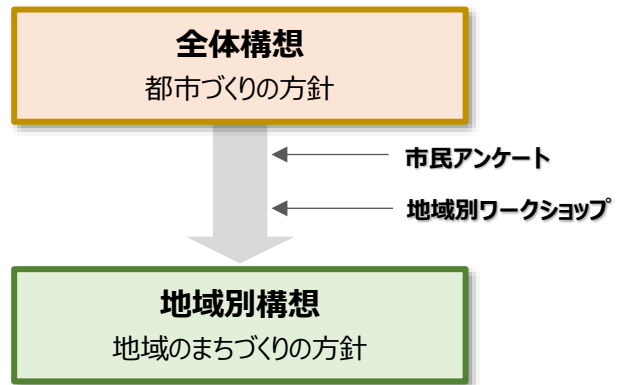 全体構想
都市づくりの方針
市民アンケート
地域別ワークショップ
地域別構想
地域のまちづくりの方針